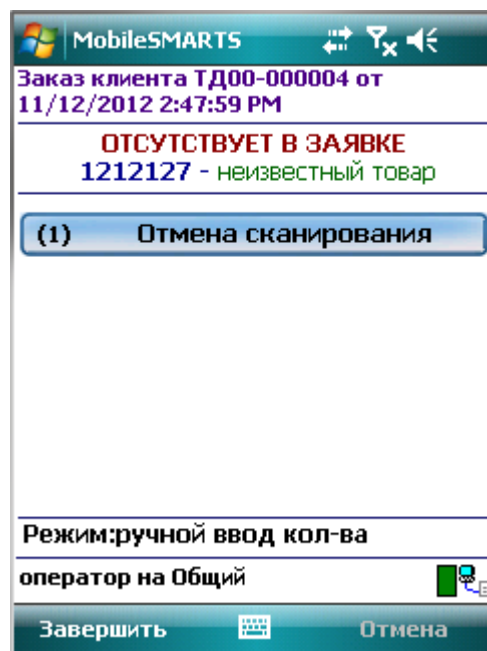 MobileSMARTS
Заказ клиента ТД00-000004 от
11/12/2012 2:47:59 PM
ОТСУТСТВУЕТ В ЗАЯВКЕ
1212127 - неизвестный товар
(1) Отмена сканирования
Режим:ручной ввод кол-ва
оператор на Общий
Завершить Отмена